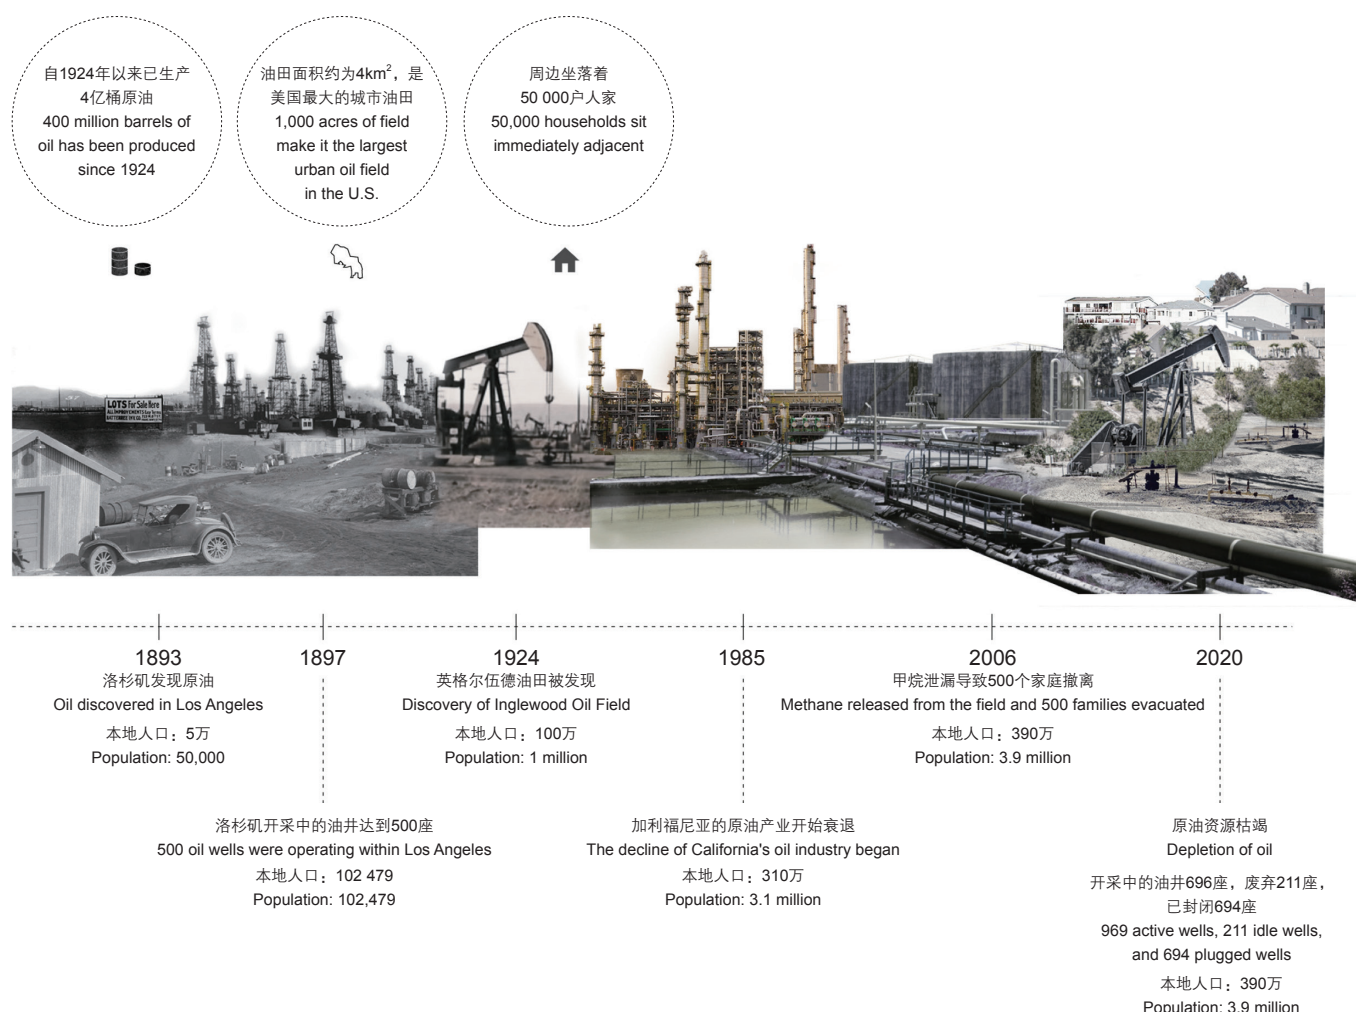 自1924年以来已生产
4亿桶原油
400 million barrels of
oil has been produced
since 1924
油田面积约为4km²，是
美国最大的城市油田
1,000 acres of field
make it the largest
urban oil field
in the U.S.
周边坐落着
50 000户人家
50,000 households sit
immediately adjacent
LOTS For Sale Here
1893
洛杉矶发现原油
Oil discovered in Los Angeles
本地人口：5万
Population: 50,000
1897
洛杉矶开采中的油井达到500座
500 oil wells were operating within Los Angeles
本地人口：102 479
Population: 102,479
1924
英格尔伍德油田被发现
Discovery of Inglewood Oil Field
本地人口：100万
Population: 1 million
1985
加利福尼亚的原油产业开始衰退
The decline of California's oil industry began
本地人口：310万
Population: 3.1 million
2006
甲烷泄漏导致500个家庭撤离
Methane released from the field and 500 families evacuated
本地人口：390万
Population: 3.9 million
2020
原油资源枯竭
Depletion of oil
开采中的油井696座，废弃211座，
已封闭694座
969 active wells, 211 idle wells,
and 694 plugged wells
本地人口：390万
Population: 3.9 million